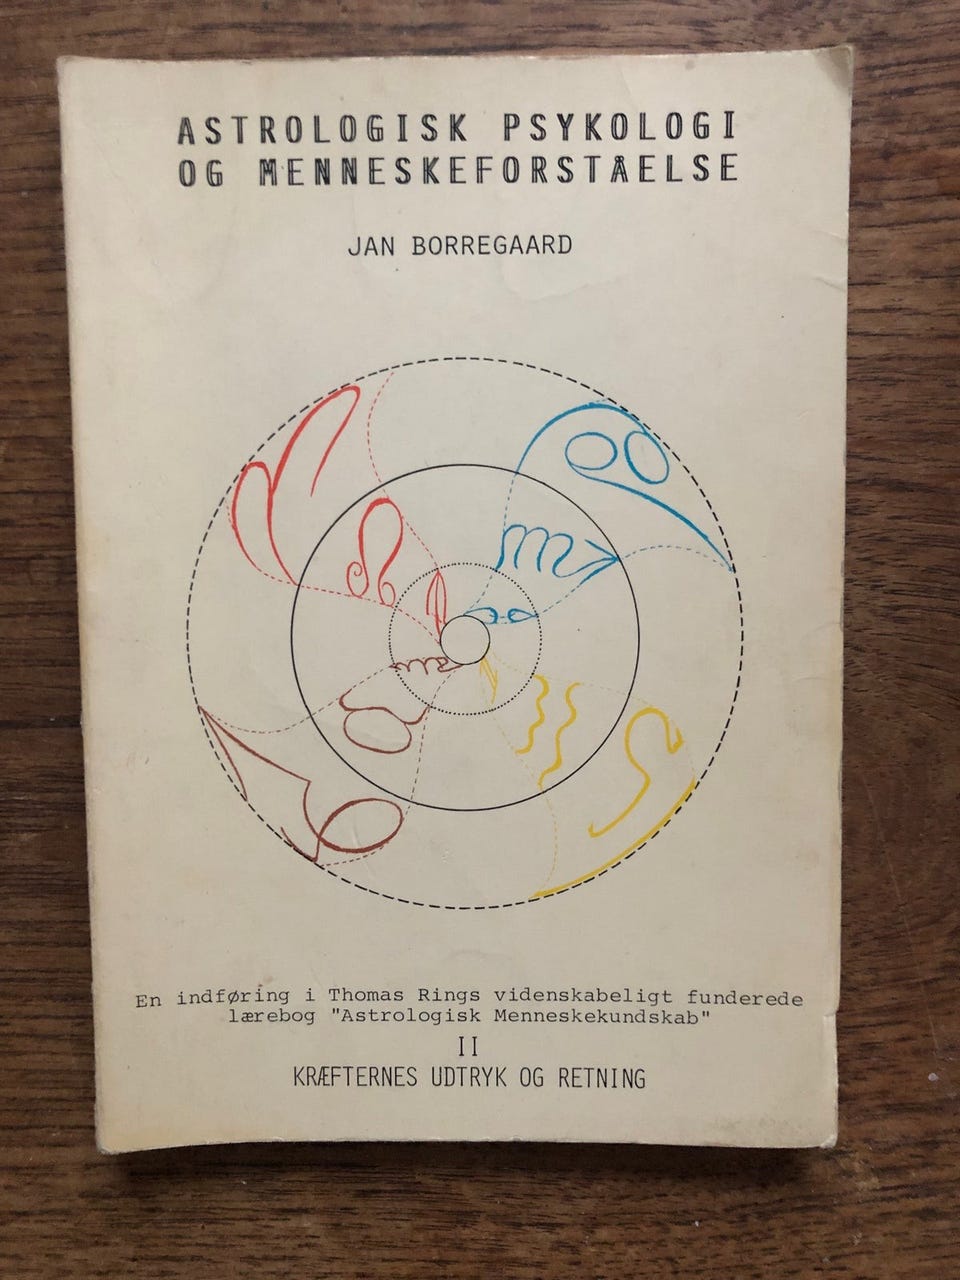 ASTROLOGISK PSYKOLOGI
OG MENNESKEFORSTÅELSE
JAN BORREGAARD
En indføring i Thomas Rings videnskabeligt funderede
lærebog "Astrologisk Menneskekundskab"
II
KRÆFTERNES UDTRYK OG RETNING